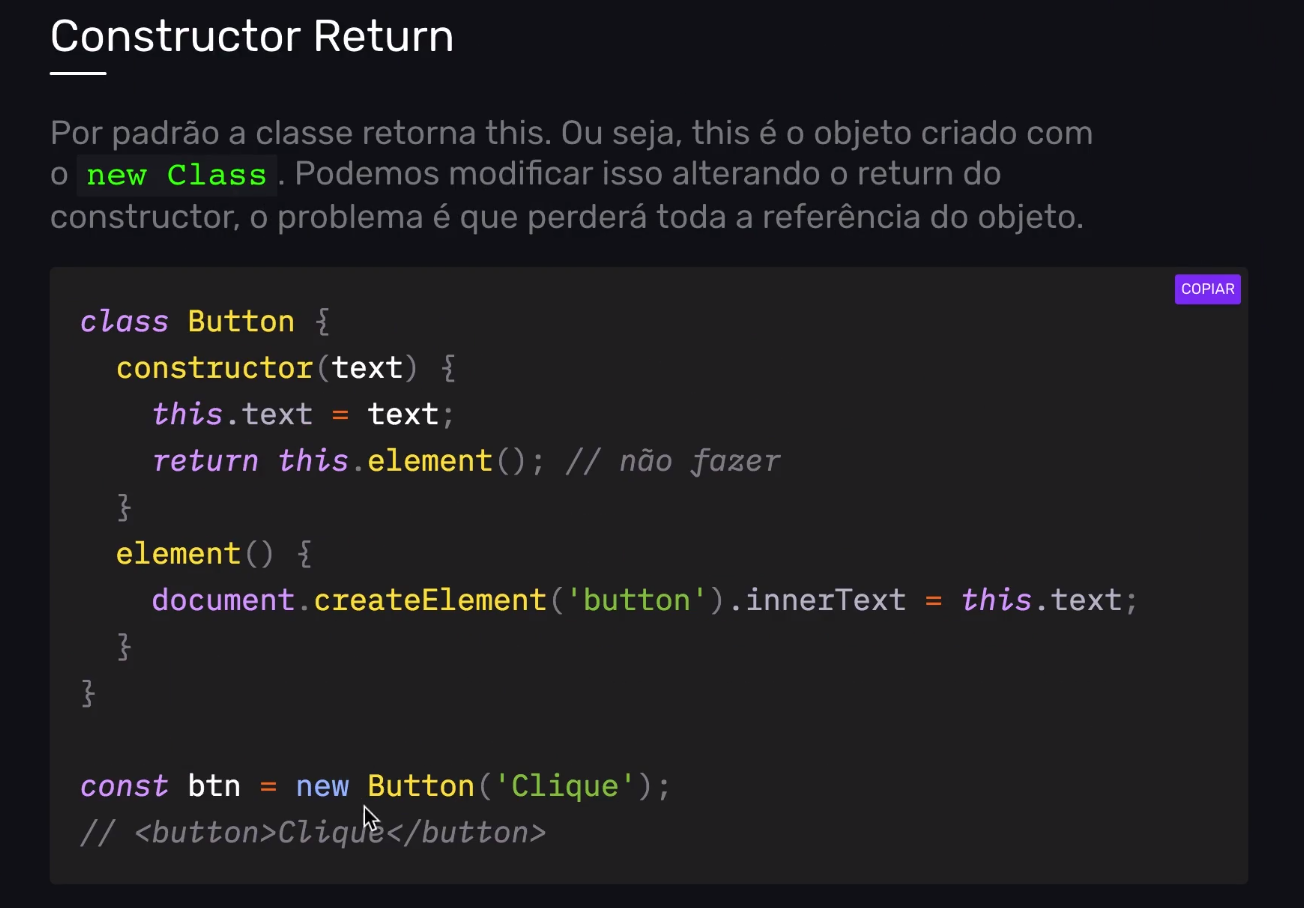 Constructor Return
Por padrão a classe retorna this. Ou seja, this é o objeto criado com
o new Class. Podemos modificar isso alterando o return do
constructor, o problema é que perderá toda a referência do objeto.
COPIAR
class Button {
  constructor(text) {
    this.text = text;
    return this.element(); // não fazer
  }
  element() {
    document.createElement('button').innerText = this.text;
  }
}
const btn = new Button('Clique');
// <button>Clique</button>